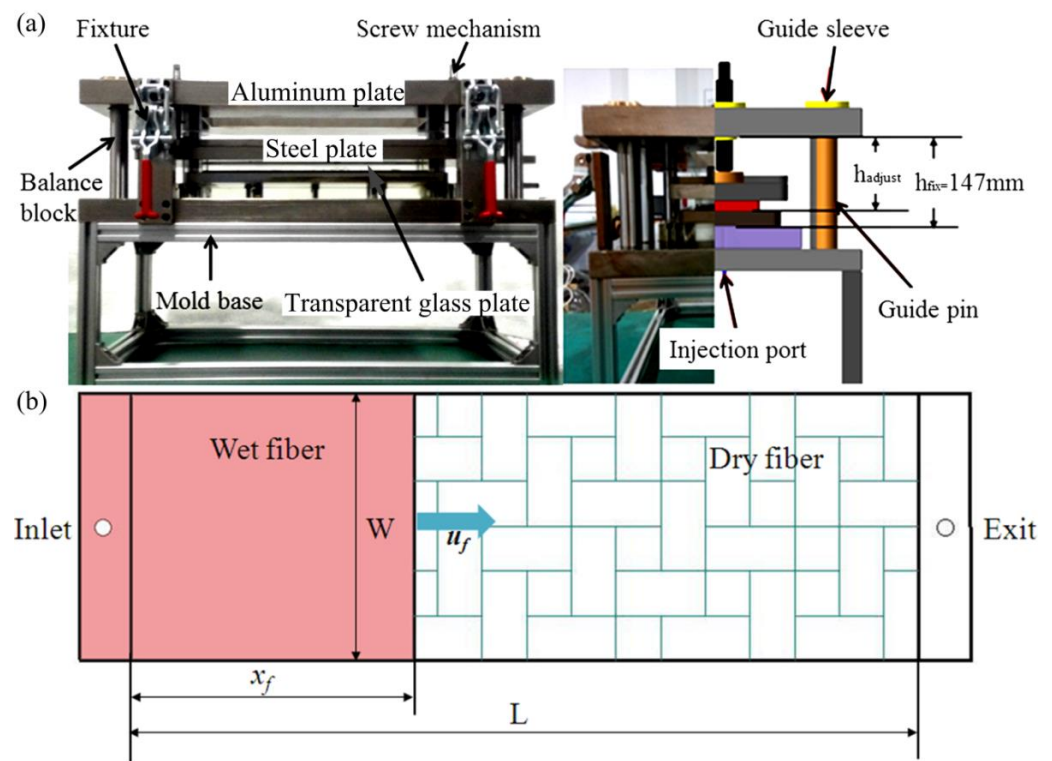 (a)
Fixture
Screw mechanism
Guide sleeve
Aluminum plate
Steel plate
Balance
block
hadjust
hfix=147mm
Mold base
Transparent glass plate
Guide pin
Injection port
(b)
Wet fiber
Dry fiber
Inlet
W
uf
Exit
xf
L